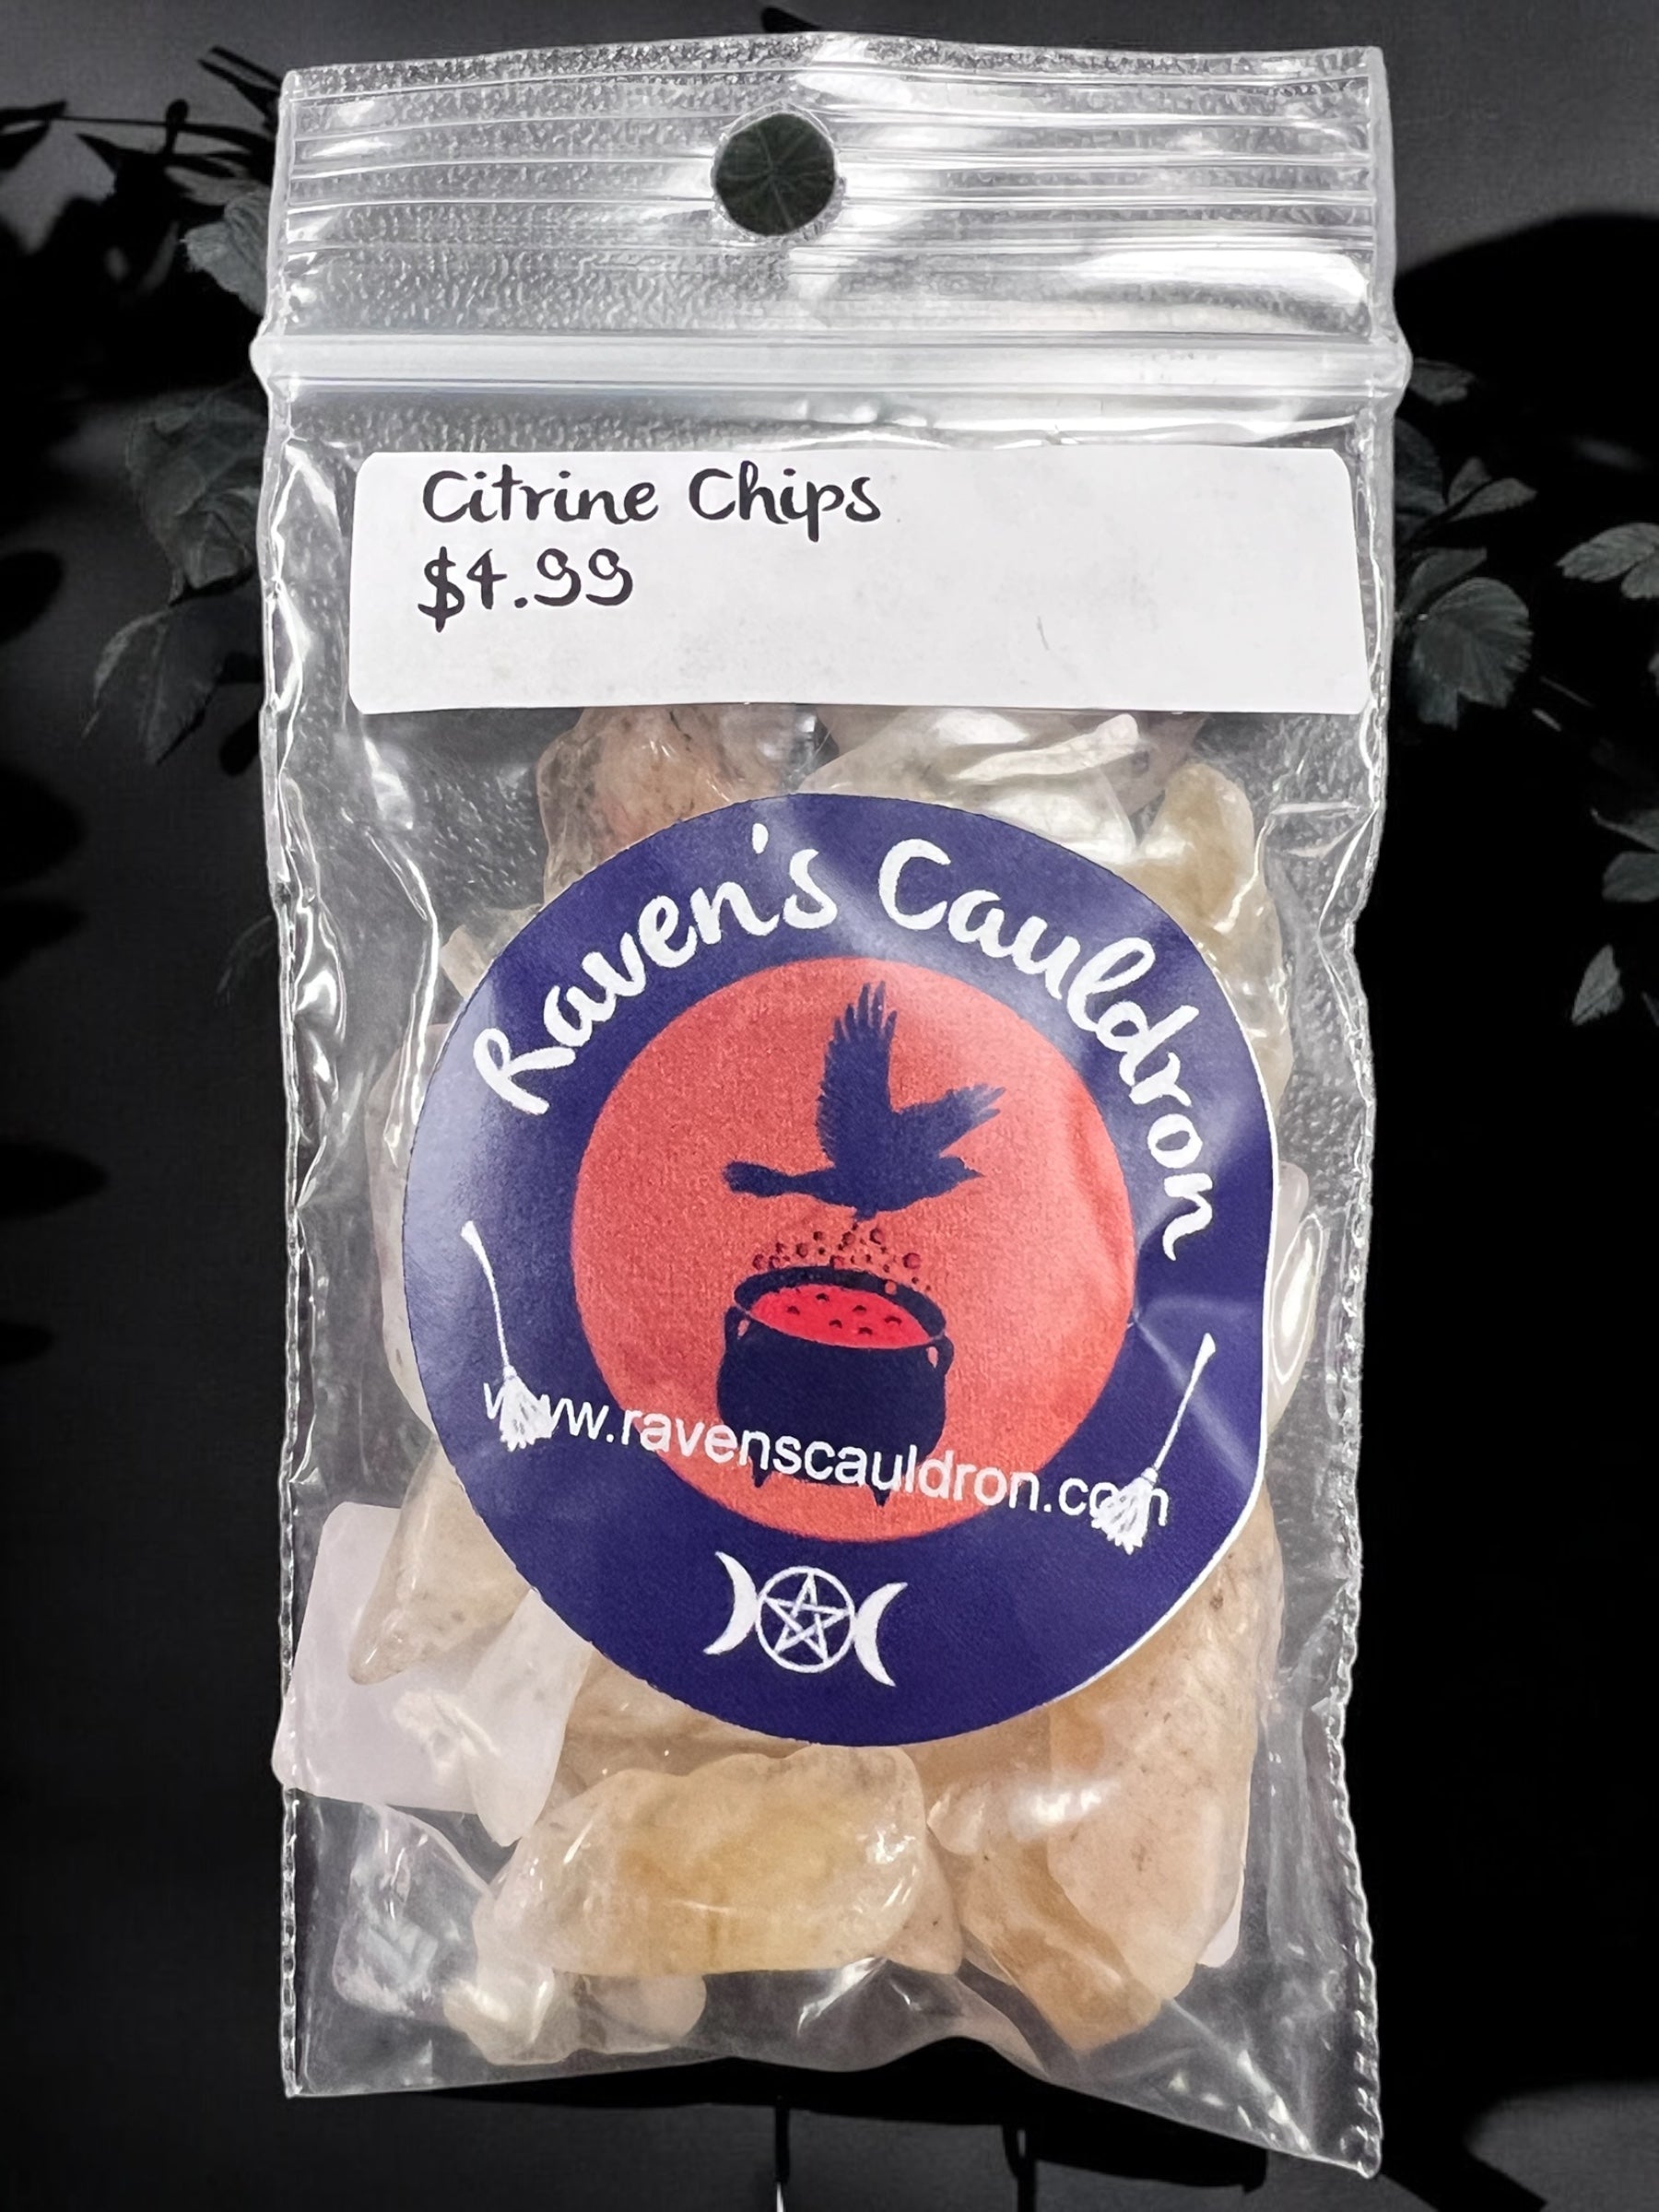 Citrine Chips
$4.99
Raven's Cauldron
www.ravenscauldron.com